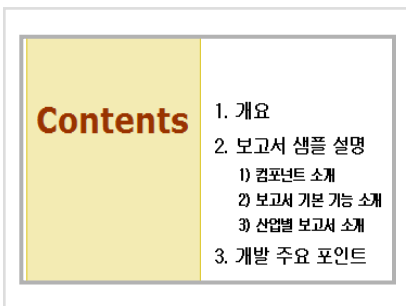 Contents
1. 개요
2. 보고서 샘플 설명
1) 컴포넌트 소개
2) 보고서 기본 기능 소개
3) 산업별 보고서 소개
3. 개발 주요 포인트